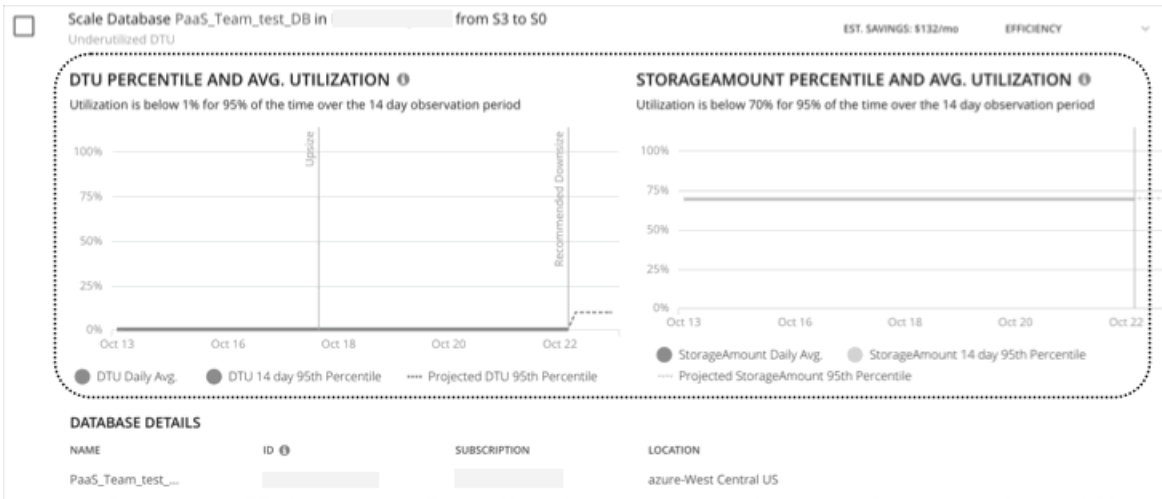 Scale Database PaaS_Team_test_DB in from S3 to S0
Underutilized DTU
EST. SAVINGS: $132/mo
EFFICIENCY
DTU PERCENTILE AND AVG. UTILIZATION
Utilization is below 1% for 95% of the time over the 14 day observation period
100%
75%
50%
25%
0%
Upsize
Recommended Downsize
Oct 13 Oct 16 Oct 18 Oct 20 Oct 22
DTU Daily Avg. DTU 14 day 95th Percentile Projected DTU 95th Percentile
STORAGEAMOUNT PERCENTILE AND AVG. UTILIZATION
Utilization is below 70% for 95% of the time over the 14 day observation period
100%
75%
50%
25%
0%
Oct 13 Oct 16 Oct 18 Oct 20 Oct 22
StorageAmount Daily Avg. StorageAmount 14 day 95th Percentile
Projected StorageAmount 95th Percentile
DATABASE DETAILS
NAME ID SUBSCRIPTION LOCATION
PaaS_Team_test_... azure-West Central US